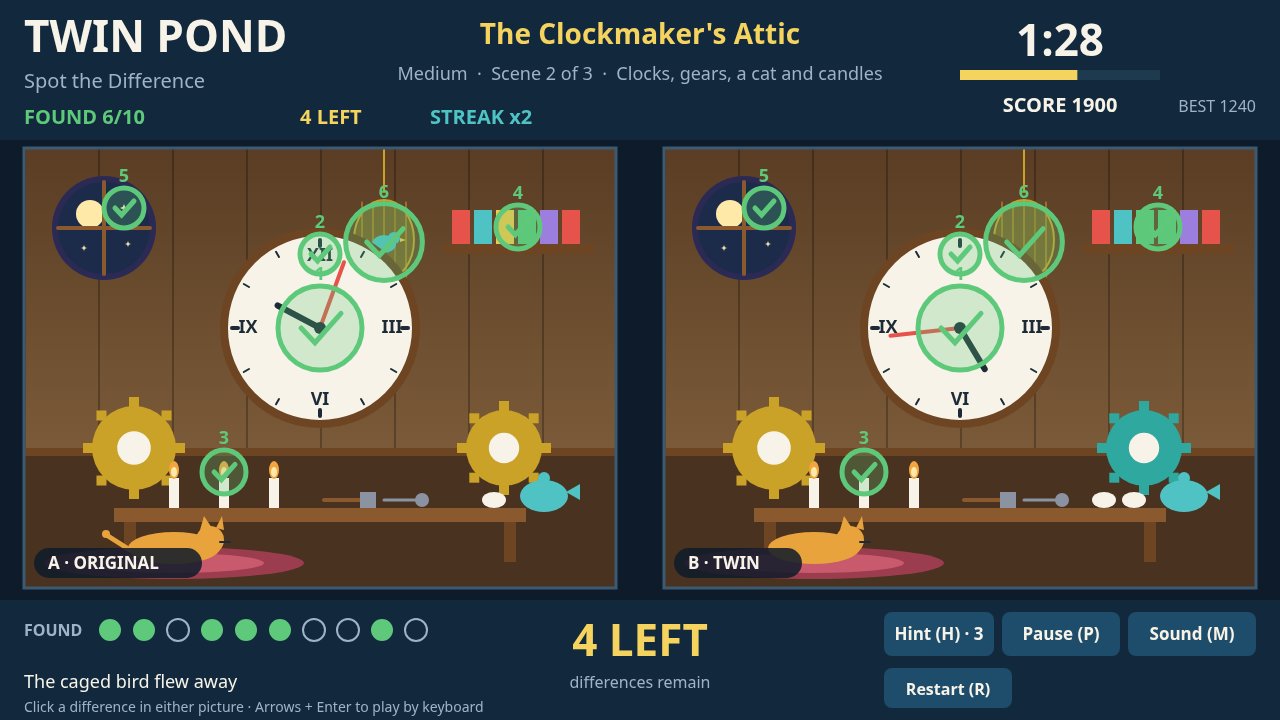 TWIN POND
Spot the Difference
FOUND 6/10
4 LEFT
STREAK x2
The Clockmaker's Attic
Medium · Scene 2 of 3 · Clocks, gears, a cat and candles
1:28
SCORE 1900
BEST 1240
5
6
4
2
XII
1
IX
III
VI
3
A · ORIGINAL
5
6
4
2
1
IX
III
VI
3
B · TWIN
FOUND
The caged bird flew away
Click a difference in either picture · Arrows + Enter to play by keyboard
4 LEFT
differences remain
Hint (H) · 3
Pause (P)
Sound (M)
Restart (R)